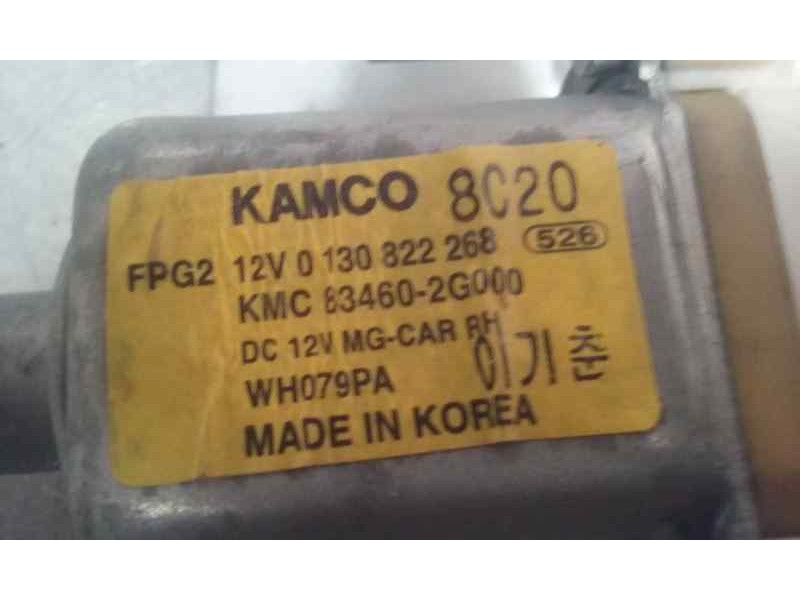 KAMCO 8C20
FPG2 12V 0 130 822 268 526
KMC 83460-2G000
DC 12V MG-CAR RH
WH079PA 이기춘
MADE IN KOREA